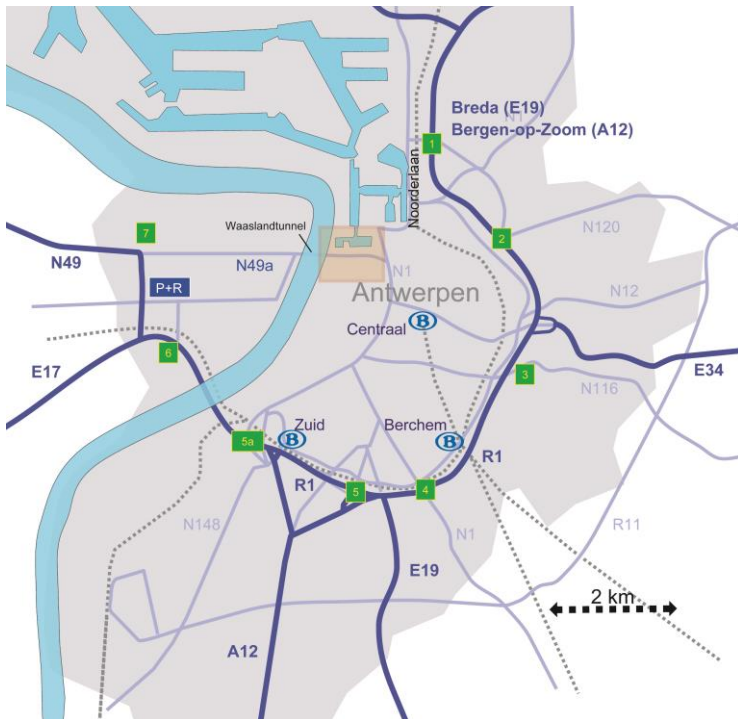 Breda (E19)
N1
Bergen-op-Zoom (A12)
1
Noorderlaan
7
2
N120
Waaslandtunnel
N49
N49a
N1
P+R
Antwerpen
N12
Centraal
B
6
E17
E34
3
N116
Zuid
Berchem
5a
B
B
R1
R1
5
4
N148
N1
R11
E19
2 km
A12